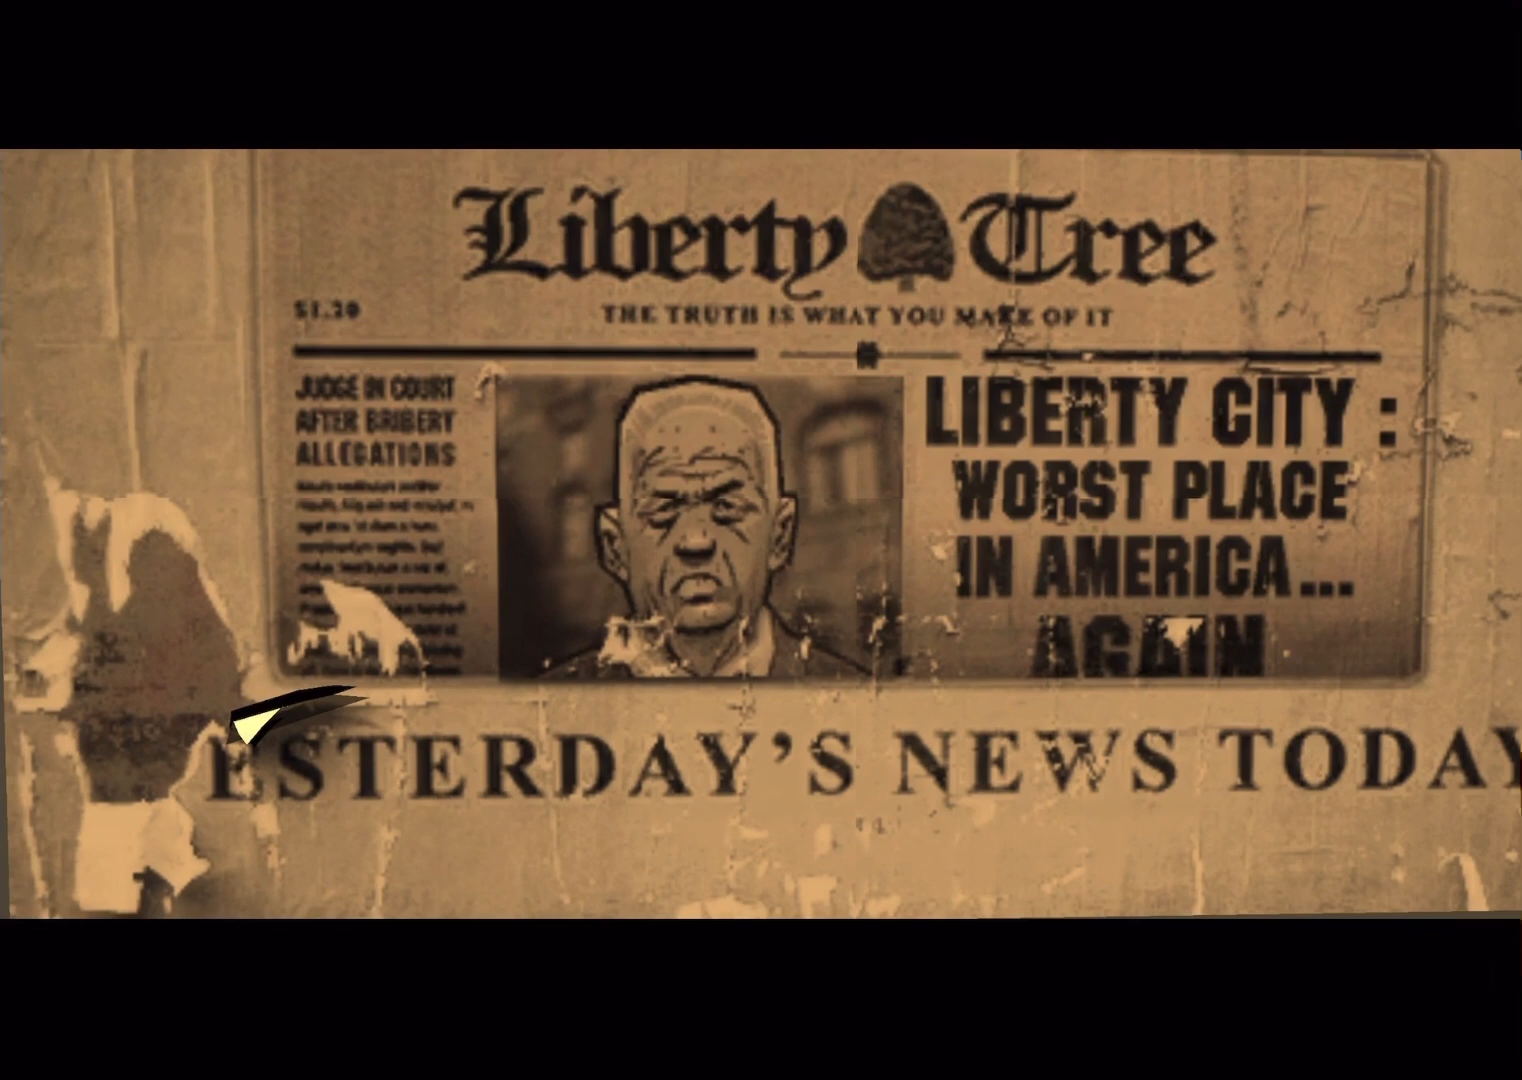 Liberty Tree
$1.20
THE TRUTH IS WHAT YOU MAKE OF IT
JUDGE IN COURT
AFTER BRIBERY
ALLEGATIONS
LIBERTY CITY :
WORST PLACE
IN AMERICA...
AGAIN
YESTERDAY'S NEWS TODAY